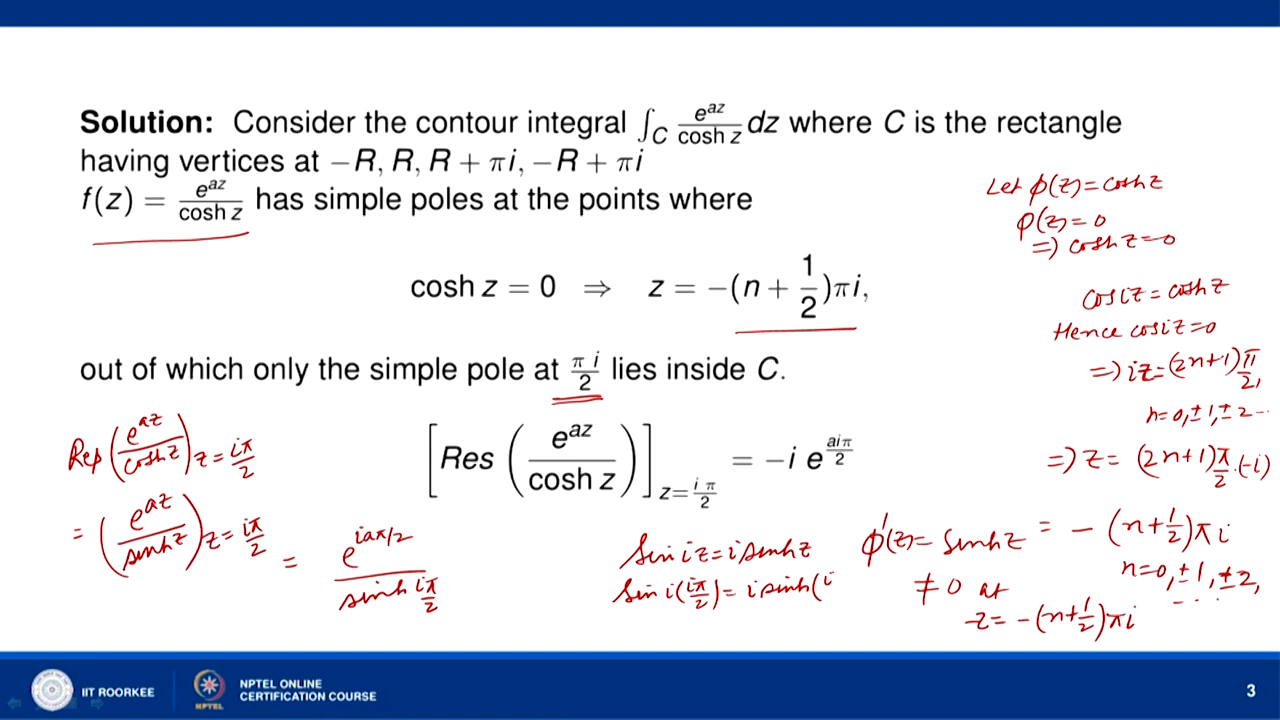 Solution: Consider the contour integral ∫_C e^{az}/cosh z dz where C is the rectangle
having vertices at −R, R, R + πi, −R + πi
f(z) = e^{az}/cosh z has simple poles at the points where
Let φ(z) = cosh z
φ(z) = 0
⇒) cosh z = 0
cosh z = 0 ⇒ z = −(n + 1/2)πi,
cos iz = cosh z
Hence cos iz = 0
⇒) iz = (2n+1)π/2,
n = 0, ±1, ±2 ---
out of which only the simple pole at π i/2 lies inside C.
⇒) z = (2n+1)π/2 · (−i)
= −(n+1/2)πi
n = 0, ±1, ±2,
- - - -
Res (e^{az}/cosh z)_{z = iπ/2}
[Res (e^{az}/cosh z)]_{z = i π/2} = −i e^{aiπ/2}
= (e^{az}/sinh z)_{z = iπ/2} = e^{iaπ/2}/sinh iπ/2
Sin iz = i sinh z
Sin i(iπ/2) = i sinh(i
φ'(z) = sinh z
≠ 0 at
z = −(n+1/2)πi
IIT ROORKEE
NPTEL
NPTEL ONLINE
CERTIFICATION COURSE
3